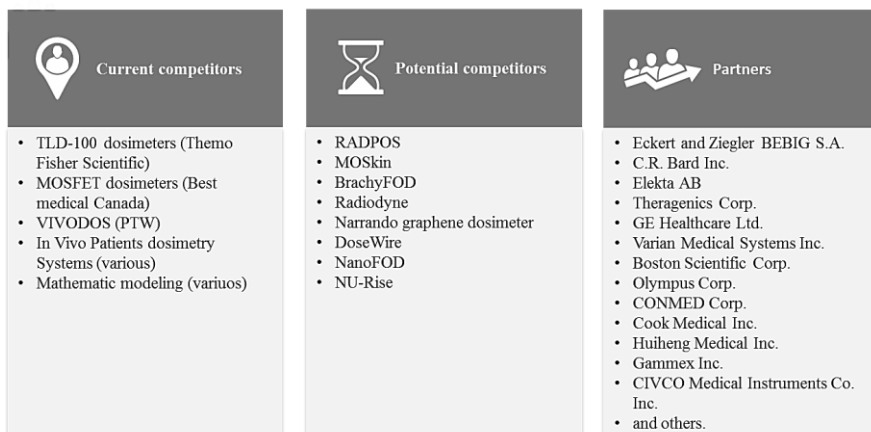 Current competitors
• TLD-100 dosimeters (Themo
Fisher Scientific)
• MOSFET dosimeters (Best
medical Canada)
• VIVODOS (PTW)
• In Vivo Patients dosimetry
Systems (various)
• Mathematic modeling (variuos)
Potential competitors
• RADPOS
• MOSkin
• BrachyFOD
• Radiodyne
• Narrando graphene dosimeter
• DoseWire
• NanoFOD
• NU-Rise
Partners
• Eckert and Ziegler BEBIG S.A.
• C.R. Bard Inc.
• Elekta AB
• Theragenics Corp.
• GE Healthcare Ltd.
• Varian Medical Systems Inc.
• Boston Scientific Corp.
• Olympus Corp.
• CONMED Corp.
• Cook Medical Inc.
• Huiheng Medical Inc.
• Gammex Inc.
• CIVCO Medical Instruments Co.
Inc.
• and others.